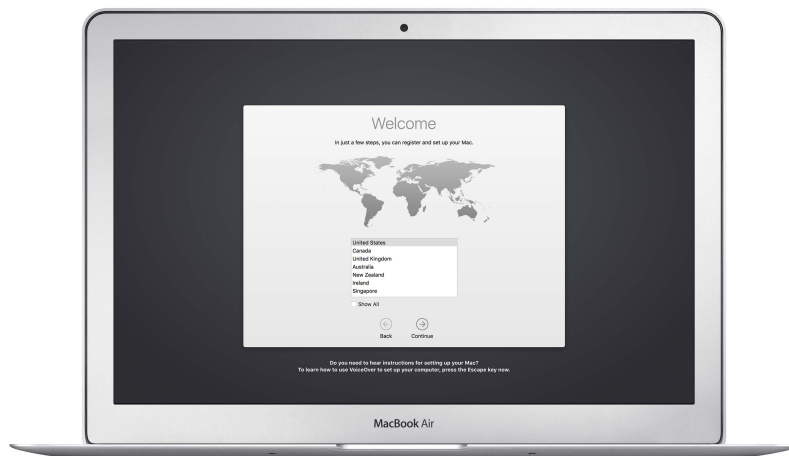 Welcome
In just a few steps, you can register and set up your Mac.
United States
Canada
United Kingdom
Australia
New Zealand
Ireland
Singapore
Show All
Back
Continue
Do you need to hear instructions for setting up your Mac?
To learn how to use VoiceOver to set up your computer, press the Escape key now.
MacBook Air